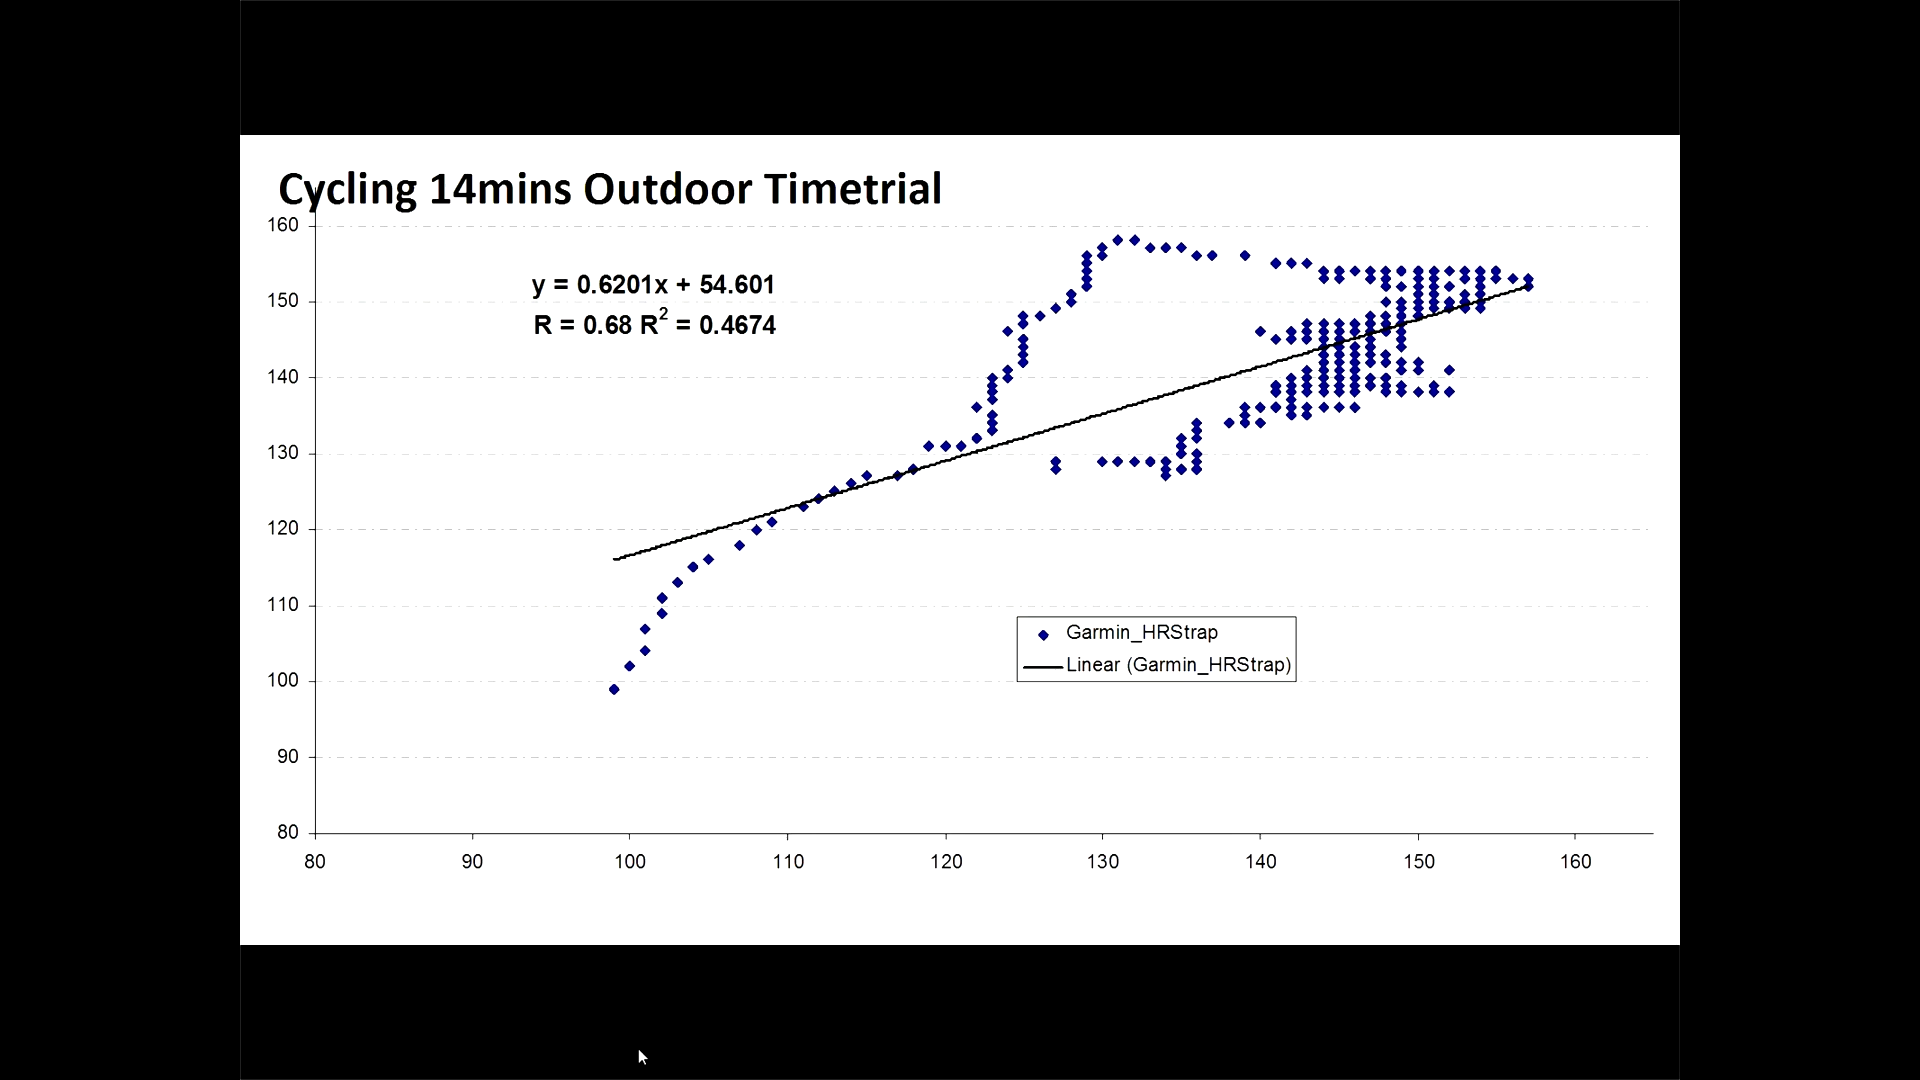 Cycling 14mins Outdoor Timetrial
160
y = 0.6201x + 54.601
150
R = 0.68 R² = 0.4674
140
130
120
110
Garmin_HRStrap
Linear (Garmin_HRStrap)
100
90
80
80 90 100 110 120 130 140 150 160